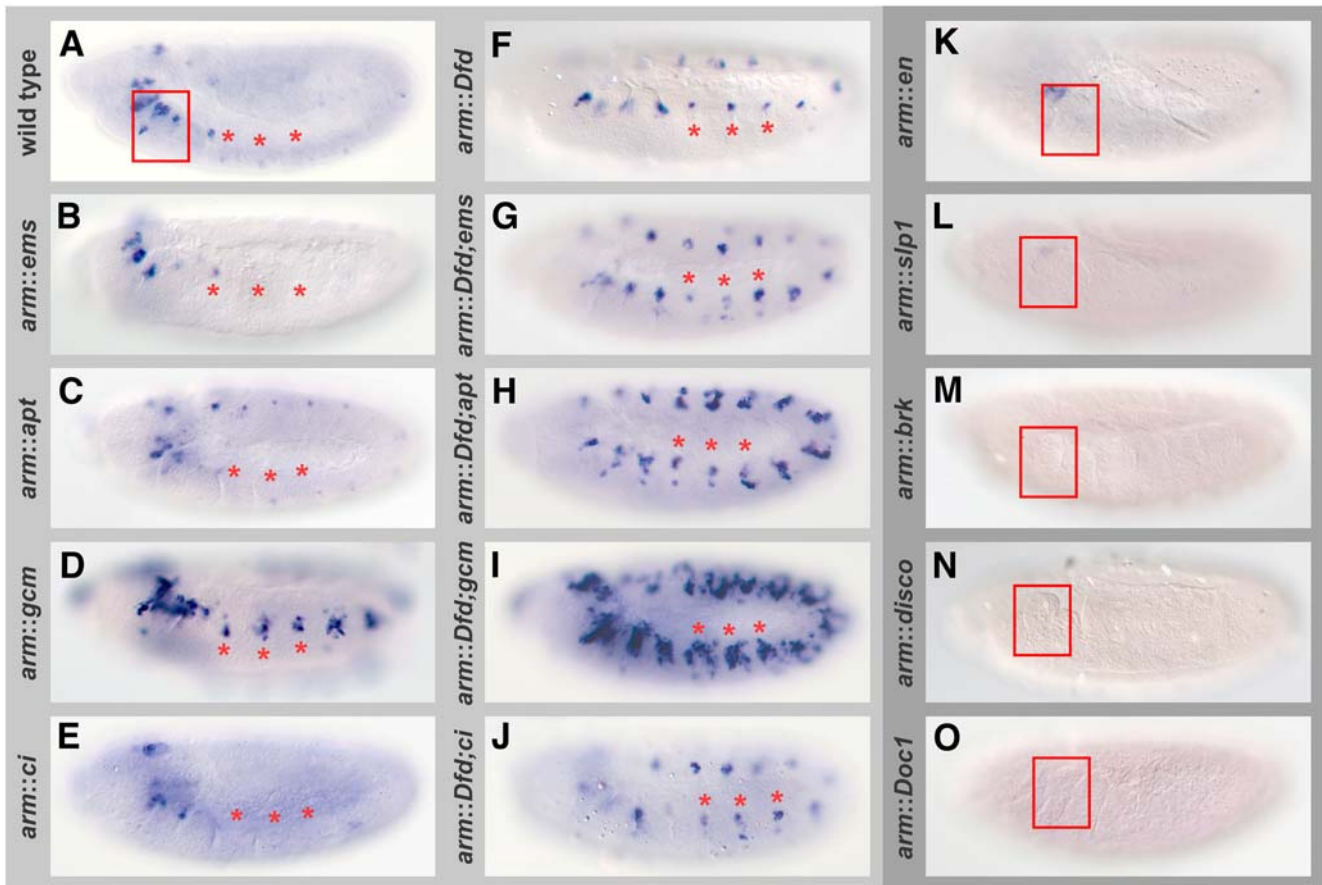 wild type
A
* * *
arm::ems
B
* * *
arm::apt
C
* * *
arm::gcm
D
* * *
arm::ci
E
* * *
arm::Dfd
F
* * *
arm::Dfd;ems
G
* * *
arm::Dfd;apt
H
* * *
arm::Dfd;gcm
I
* * *
arm::Dfd;ci
J
* * *
arm::en
K
arm::slp1
L
arm::brk
M
arm::disco
N
arm::Doc1
O